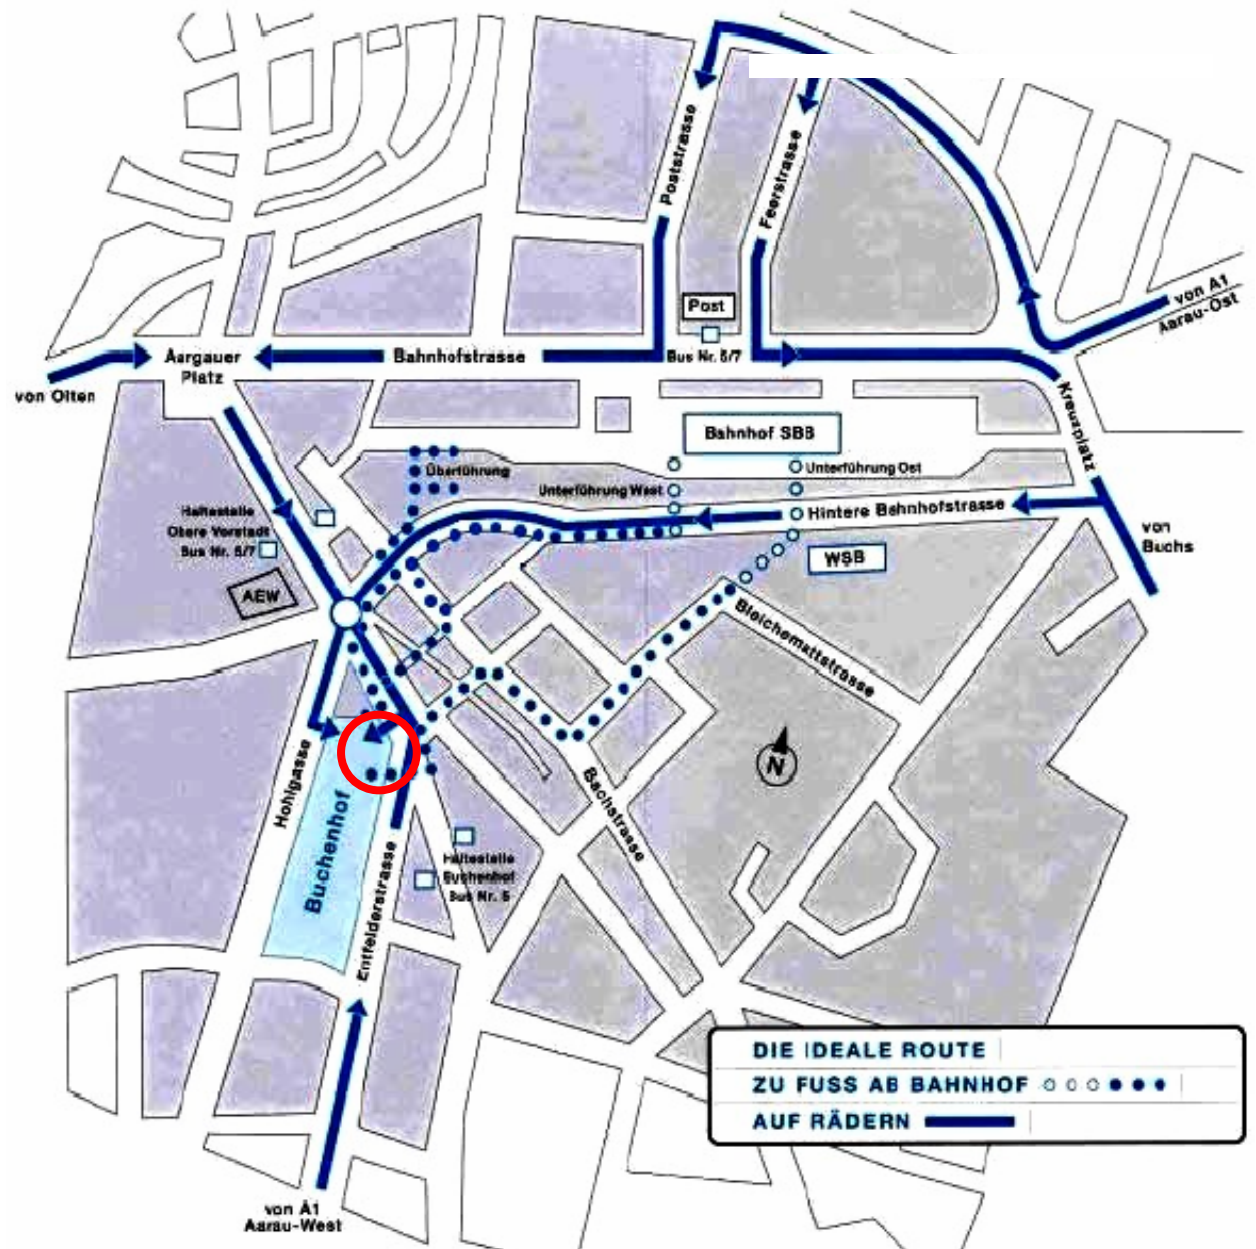 Poststrasse
Feerstrasse
Post
Bus Nr. 5/7
von A1
Aarau-Ost
Aargauer
Platz
Bahnhofstrasse
von Olten
Kreuzplatz
Bahnhof SBB
Überführung
Unterführung Ost
Unterführung West
Hintere Bahnhofstrasse
Haltestelle
Obere Vorstadt
Bus Nr. 5/7
von
Buchs
WSB
AEW
Bleichemattstrasse
N
Hohlgasse
Buchenhof
Bachstrasse
Haltestelle
Buchenhof
Bus Nr. 5
Entfelderstrasse
DIE IDEALE ROUTE
ZU FUSS AB BAHNHOF
AUF RÄDERN
von A1
Aarau-West